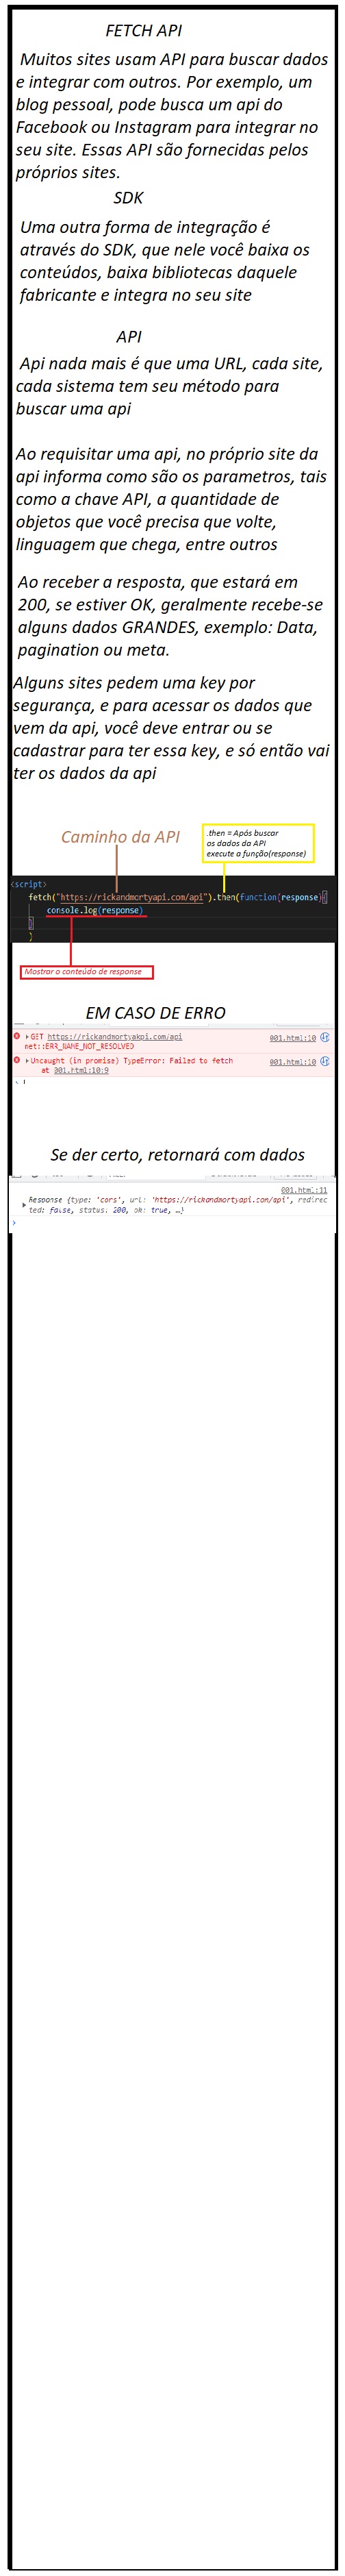 FETCH API
Muitos sites usam API para buscar dados
e integrar com outros. Por exemplo, um
blog pessoal, pode busca um api do
Facebook ou Instagram para integrar no
seu site. Essas API são fornecidas pelos
próprios sites.
SDK
Uma outra forma de integração é
através do SDK, que nele você baixa os
conteúdos, baixa bibliotecas daquele
fabricante e integra no seu site
API
Api nada mais é que uma URL, cada site,
cada sistema tem seu método para
buscar uma api
Ao requisitar uma api, no próprio site da
api informa como são os parametros, tais
como a chave API, a quantidade de
objetos que você precisa que volte,
linguagem que chega, entre outros
Ao receber a resposta, que estará em
200, se estiver OK, geralmente recebe-se
alguns dados GRANDES, exemplo: Data,
pagination ou meta.
Alguns sites pedem uma key por
segurança, e para acessar os dados que
vem da api, você deve entrar ou se
cadastrar para ter essa key, e só então vai
ter os dados da api
Caminho da API
.then = Após buscar
os dados da API
execute a função(response)
<script>
fetch("https://rickandmortyapi.com/api").then(function(response){
console.log(response)
}
)
Mostrar o conteúdo de response
EM CASO DE ERRO
GET https://rickandmortyakpi.com/api 001.html:10
net::ERR_NAME_NOT_RESOLVED
Uncaught (in promise) TypeError: Failed to fetch 001.html:10
at 001.html:10:9
Se der certo, retornará com dados
001.html:11
Response {type: 'cors', url: 'https://rickandmortyapi.com/api', redirec
ted: false, status: 200, ok: true, …}